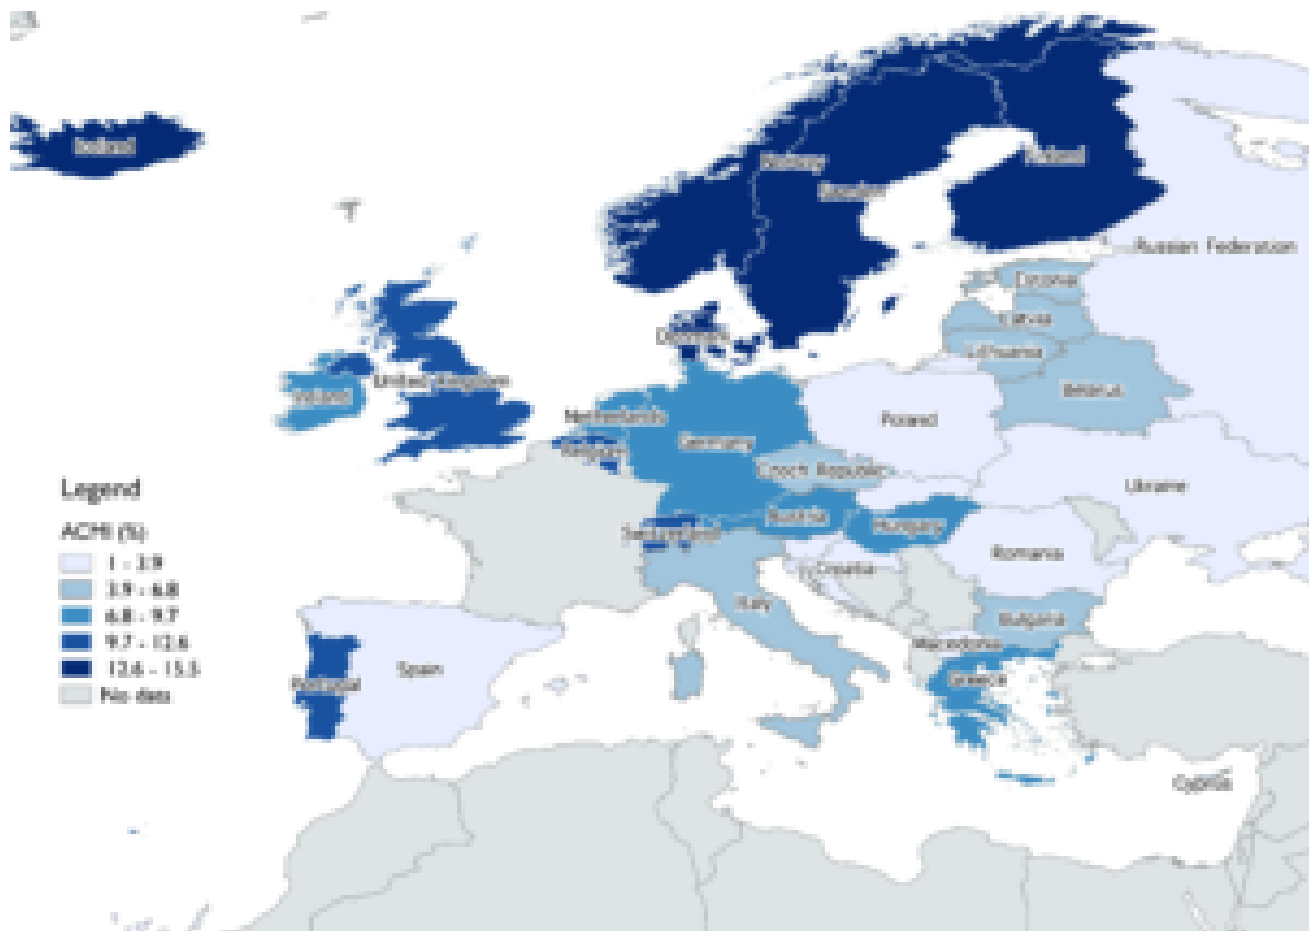 Iceland
Norway
Sweden
Finland
Russian Federation
Estonia
Latvia
Lithuania
Denmark
United Kingdom
Ireland
Belarus
Netherlands
Poland
Germany
Belgium
Czech Republic
Ukraine
Austria
Hungary
Switzerland
Romania
Croatia
Italy
Bulgaria
Macedonia
Spain
Greece
Portugal
Cyprus
Legend
ACMI (%)
1 - 3.9
3.9 - 6.8
6.8 - 9.7
9.7 - 12.6
12.6 - 15.5
No data